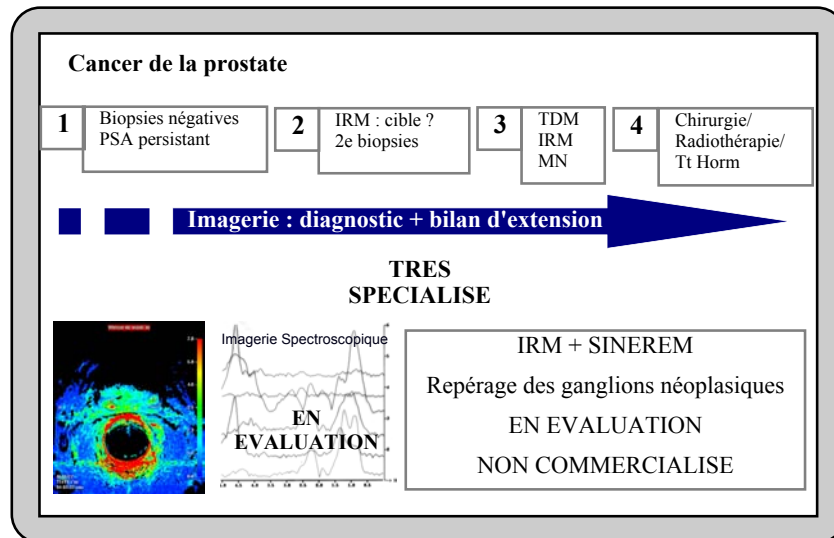 Cancer de la prostate
1
Biopsies négatives
PSA persistant
2
IRM : cible ?
2e biopsies
3
TDM
IRM
MN
4
Chirurgie/
Radiothérapie/
Tt Horm
Imagerie : diagnostic + bilan d'extension
TRES
SPECIALISE
Imagerie Spectroscopique
EN
EVALUATION
IRM + SINEREM
Repérage des ganglions néoplasiques
EN EVALUATION
NON COMMERCIALISE